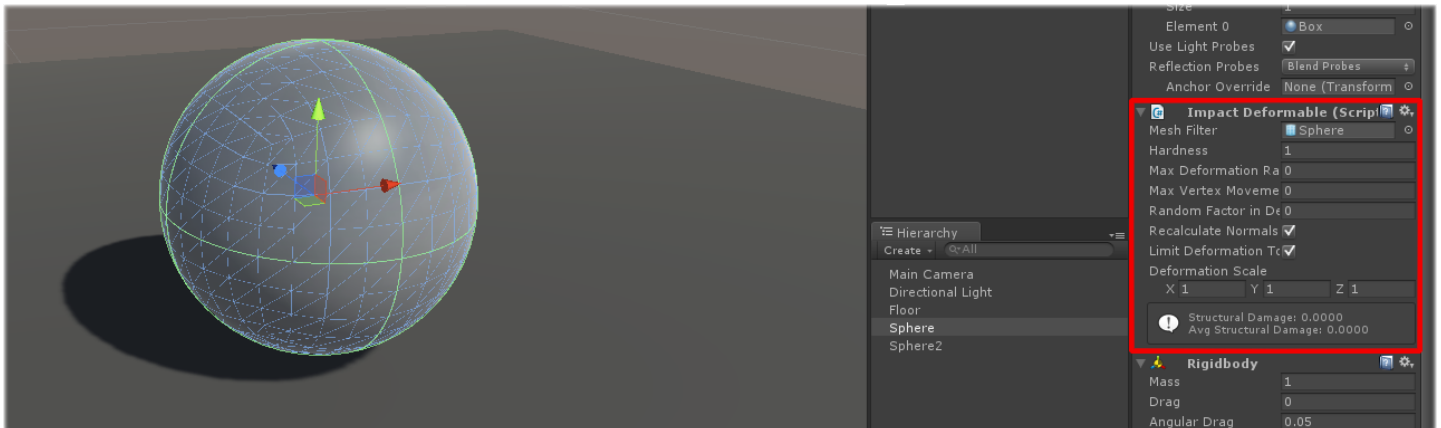 Size 1
Element 0 Box
Use Light Probes
Reflection Probes Blend Probes
Anchor Override None (Transform
Impact Deformable (Script
Mesh Filter Sphere
Hardness 1
Max Deformation Ra 0
Max Vertex Moveme 0
Random Factor in De 0
Recalculate Normals
Limit Deformation To
Deformation Scale
X 1 Y 1 Z 1
Structural Damage: 0.0000
Avg Structural Damage: 0.0000
Rigidbody
Mass 1
Drag 0
Angular Drag 0.05
Hierarchy
Create All
Main Camera
Directional Light
Floor
Sphere
Sphere2